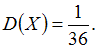 D(X) = 1/36.